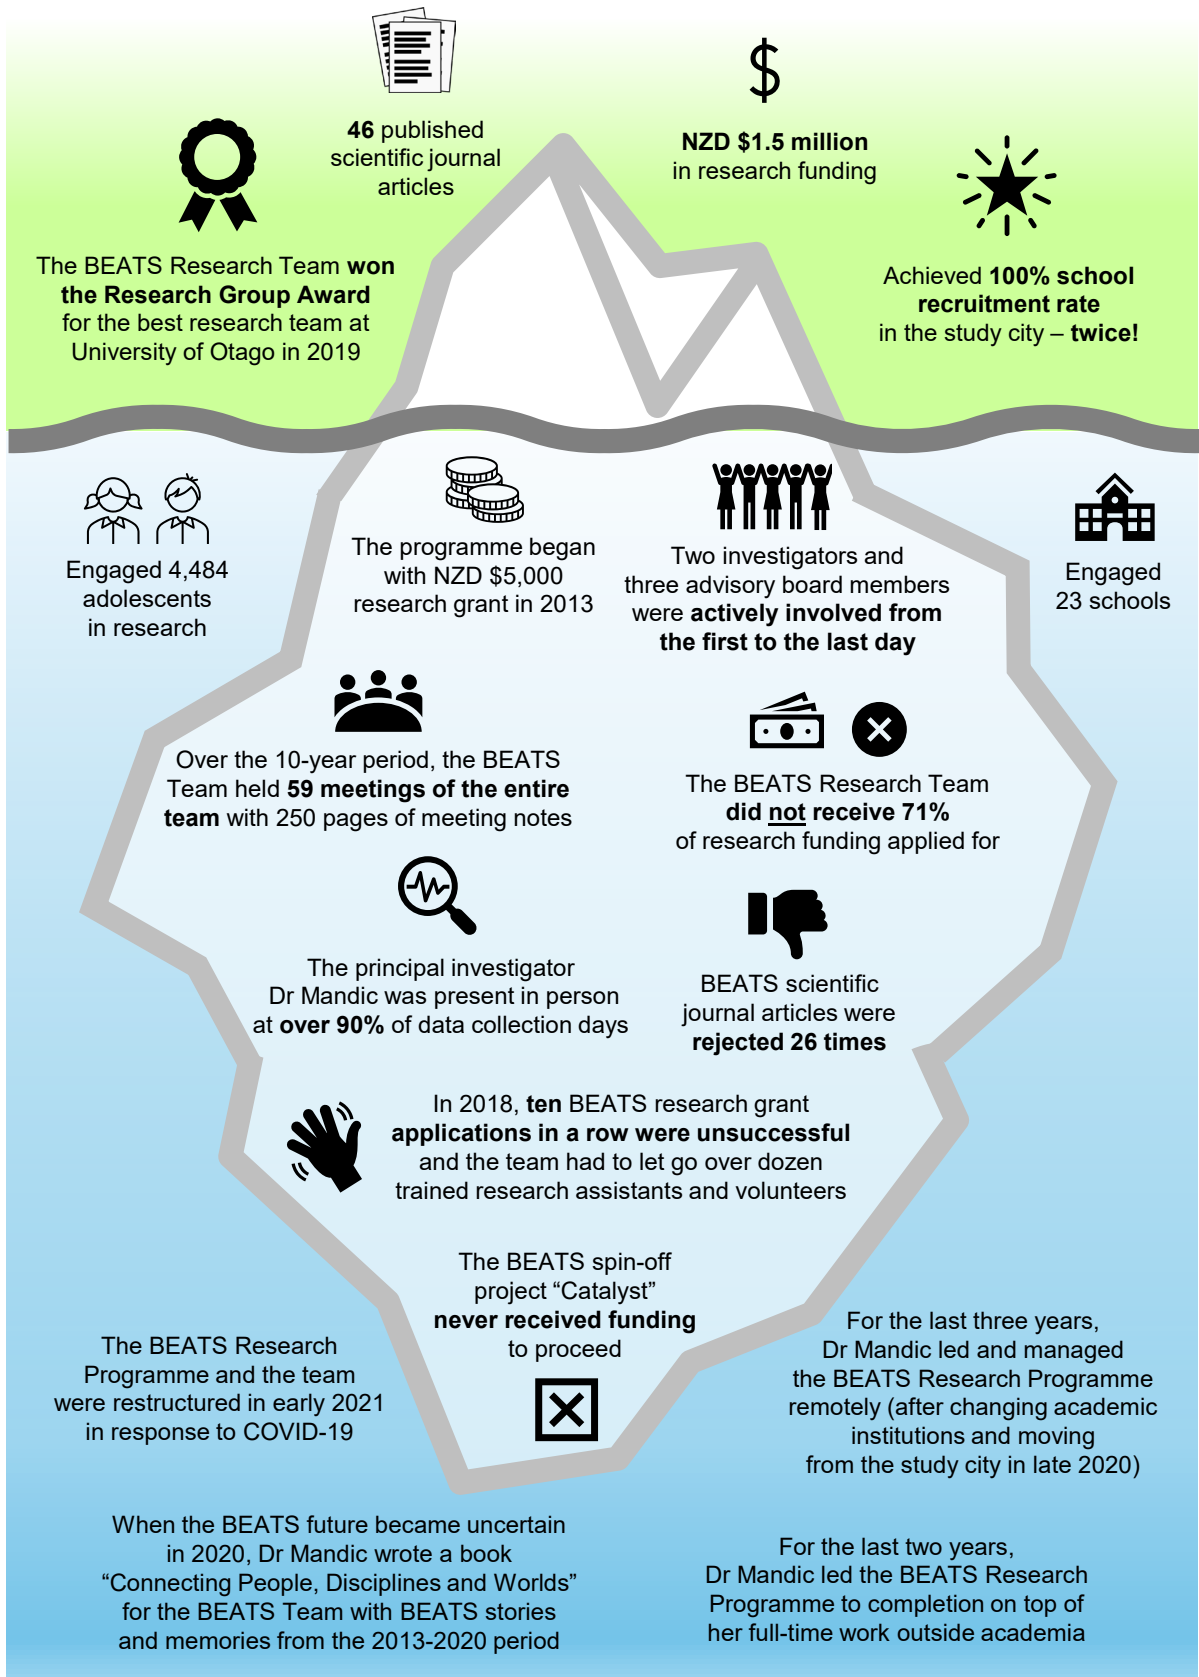 46 published
scientific journal
articles
NZD $1.5 million
in research funding
The BEATS Research Team won
the Research Group Award
for the best research team at
University of Otago in 2019
Achieved 100% school
recruitment rate
in the study city – twice!
Engaged 4,484
adolescents
in research
The programme began
with NZD $5,000
research grant in 2013
Two investigators and
three advisory board members
were actively involved from
the first to the last day
Engaged
23 schools
Over the 10-year period, the BEATS
Team held 59 meetings of the entire
team with 250 pages of meeting notes
The BEATS Research Team
did not receive 71%
of research funding applied for
The principal investigator
Dr Mandic was present in person
at over 90% of data collection days
BEATS scientific
journal articles were
rejected 26 times
In 2018, ten BEATS research grant
applications in a row were unsuccessful
and the team had to let go over dozen
trained research assistants and volunteers
The BEATS spin-off
project “Catalyst”
never received funding
to proceed
The BEATS Research
Programme and the team
were restructured in early 2021
in response to COVID-19
For the last three years,
Dr Mandic led and managed
the BEATS Research Programme
remotely (after changing academic
institutions and moving
from the study city in late 2020)
When the BEATS future became uncertain
in 2020, Dr Mandic wrote a book
“Connecting People, Disciplines and Worlds”
for the BEATS Team with BEATS stories
and memories from the 2013-2020 period
For the last two years,
Dr Mandic led the BEATS Research
Programme to completion on top of
her full-time work outside academia